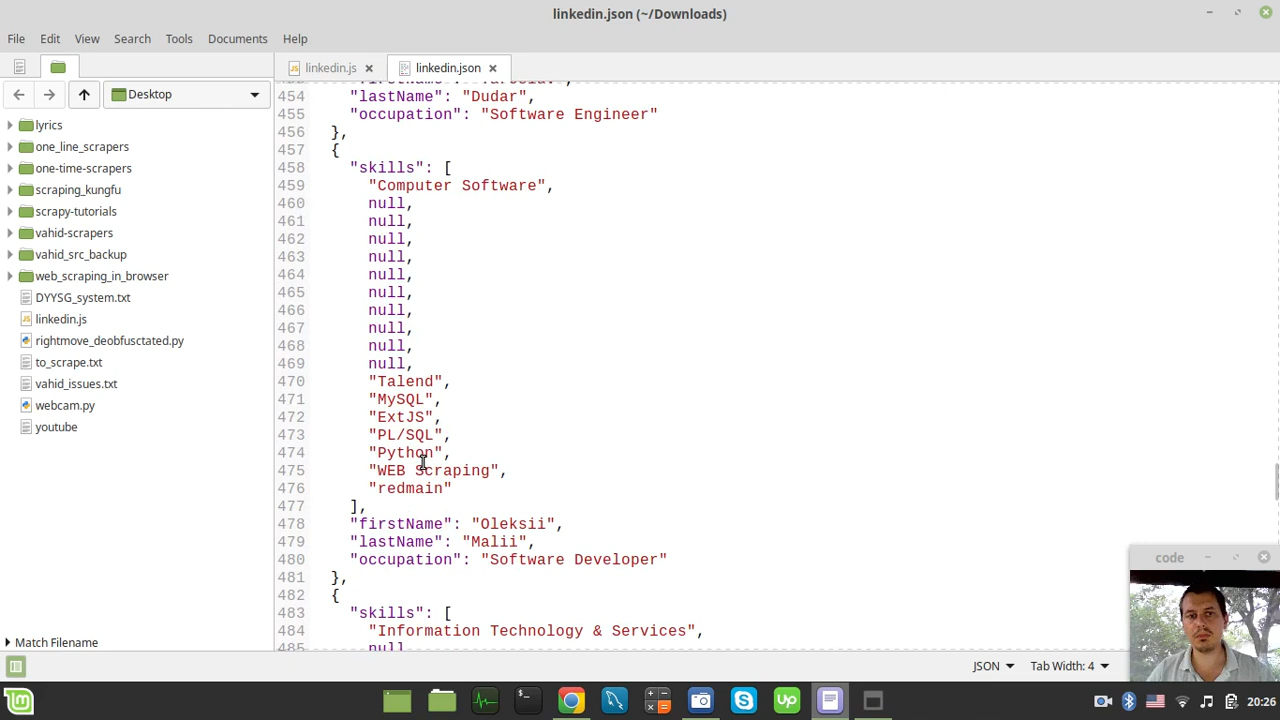 linkedin.json (~/Downloads)
File Edit View Search Tools Documents Help
linkedin.js
linkedin.json
Desktop
lyrics
one_line_scrapers
one-time-scrapers
scraping_kungfu
scrapy-tutorials
vahid-scrapers
vahid_src_backup
web_scraping_in_browser
DYYSG_system.txt
linkedin.js
rightmove_deobfusctated.py
to_scrape.txt
vahid_issues.txt
webcam.py
youtube
Match Filename
454 "lastName": "Dudar",
455 "occupation": "Software Engineer"
456 },
457 {
458 "skills": [
459 "Computer Software",
460 null,
461 null,
462 null,
463 null,
464 null,
465 null,
466 null,
467 null,
468 null,
469 null,
470 "Talend",
471 "MySQL",
472 "ExtJS",
473 "PL/SQL",
474 "Python",
475 "WEB Scraping",
476 "redmain"
477 ],
478 "firstName": "Oleksii",
479 "lastName": "Malii",
480 "occupation": "Software Developer"
481 },
482 {
483 "skills": [
484 "Information Technology & Services",
485 null
code
JSON Tab Width: 4
20:26